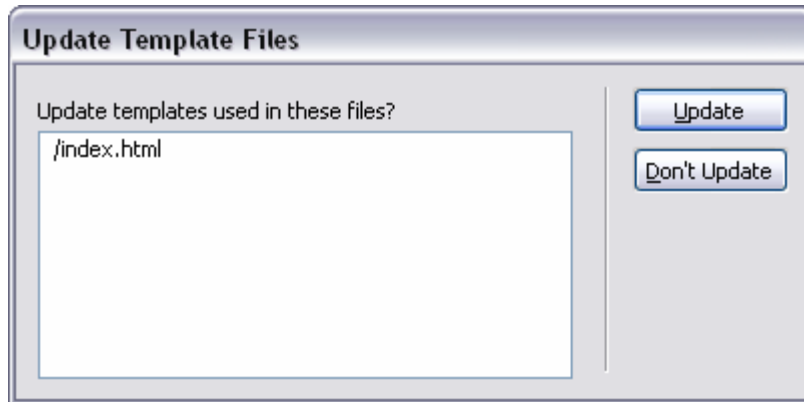 Update Template Files
Update templates used in these files?
/index.html
Update
Don't Update